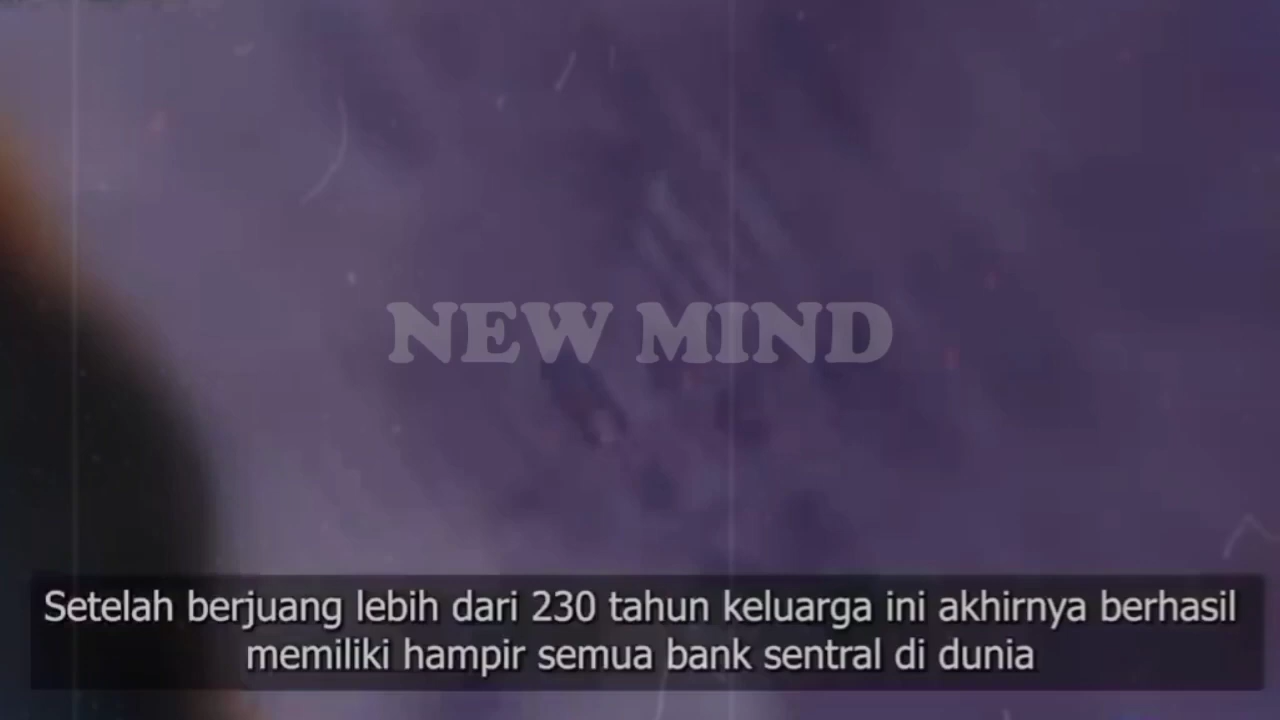 NEW MIND
Setelah berjuang lebih dari 230 tahun keluarga ini akhirnya berhasil
memiliki hampir semua bank sentral di dunia